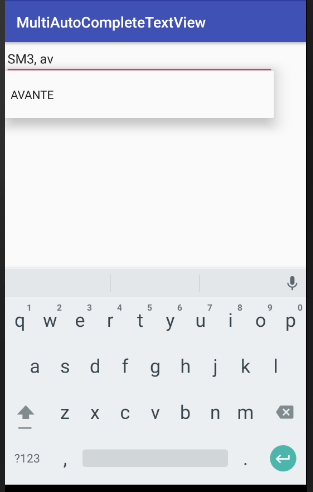 MultiAutoCompleteTextView
SM3, av
AVANTE
1 2 3 4 5 6 7 8 9 0
q w e r t y u i o p
a s d f g h j k l
z x c v b n m
?123 , .